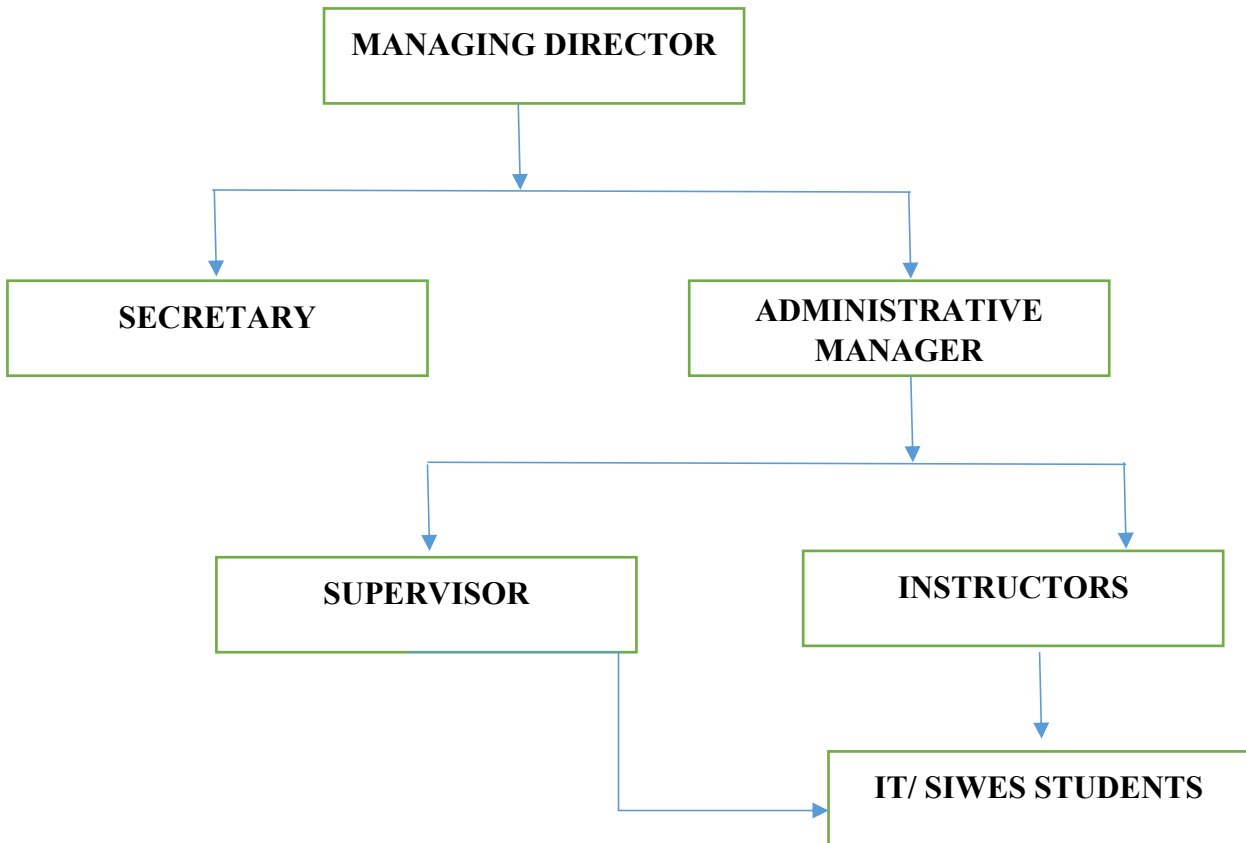 MANAGING DIRECTOR
SECRETARY
ADMINISTRATIVE
MANAGER
SUPERVISOR
INSTRUCTORS
IT/ SIWES STUDENTS